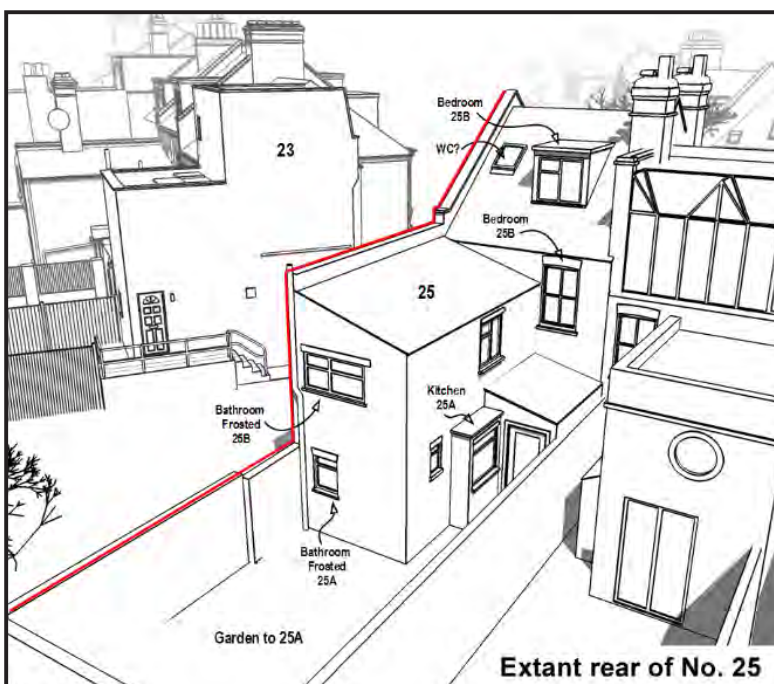 Bedroom
25B
WC?
23
Bedroom
25B
25
Kitchen
25A
Bathroom
Frosted
25B
Bathroom
Frosted
25A
Garden to 25A
Extant rear of No. 25